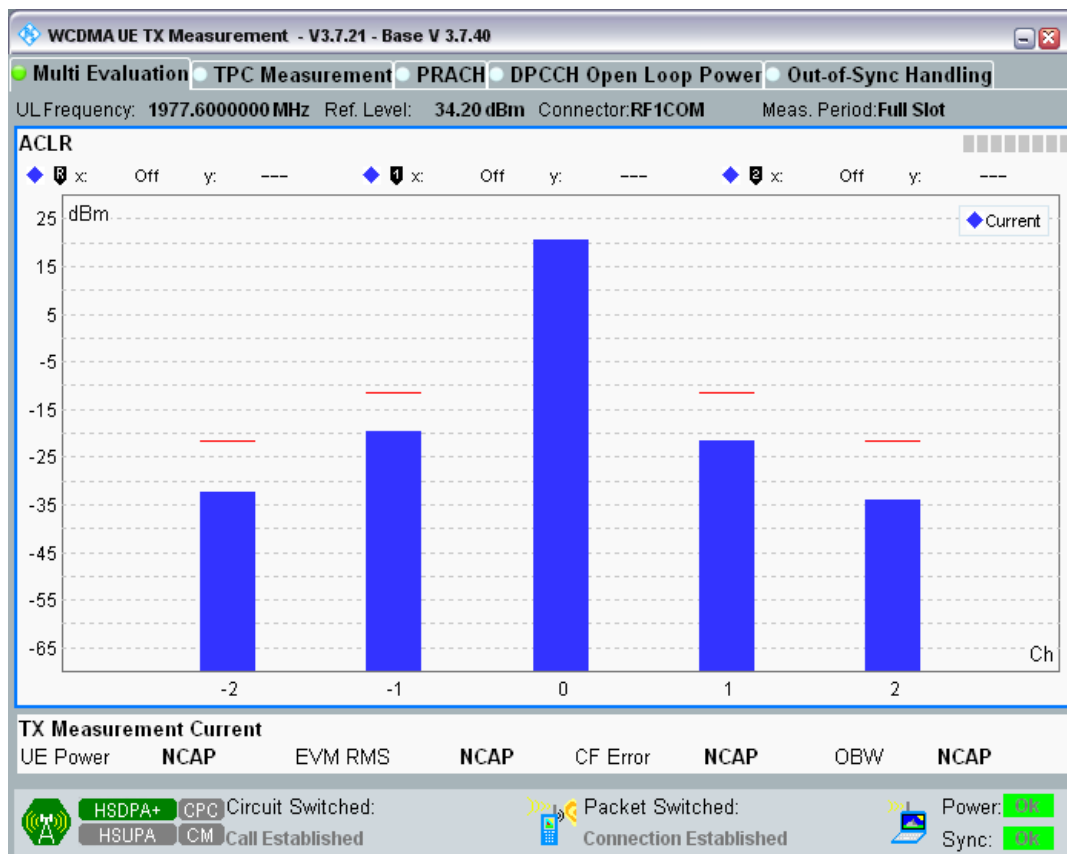 WCDMA UE TX Measurement - V3.7.21 - Base V 3.7.40
Multi Evaluation TPC Measurement PRACH DPCCH Open Loop Power Out-of-Sync Handling
UL Frequency: 1977.6000000 MHz Ref. Level: 34.20 dBm Connector:RF1COM Meas. Period:Full Slot
ACLR
R x: Off y: --- 1 x: Off y: --- 2 x: Off y: ---
dBm
Current
25
15
5
-5
-15
-25
-35
-45
-55
-65
Ch
-2 -1 0 1 2
TX Measurement Current
UE Power NCAP EVM RMS NCAP CF Error NCAP OBW NCAP
HSDPA+ CPC Circuit Switched: Packet Switched: Power: OK
HSUPA CM Call Established Connection Established Sync: OK